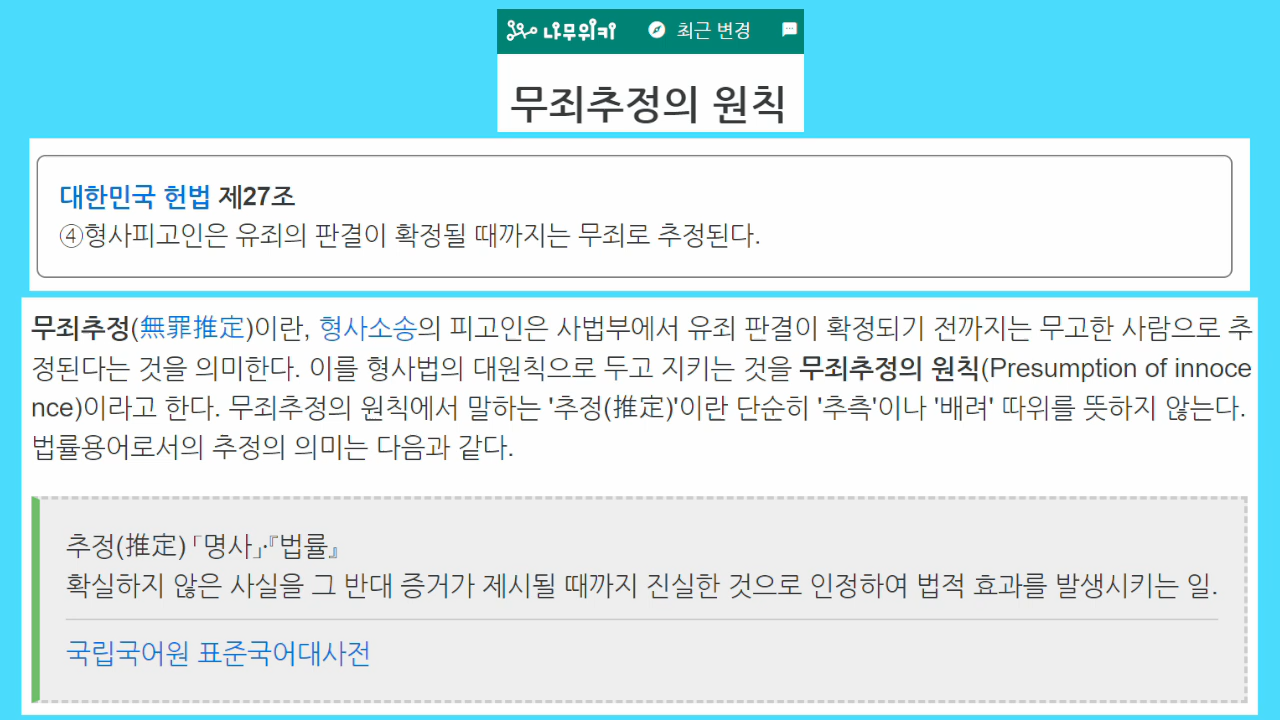 나무위키 최근 변경
무죄추정의 원칙
대한민국 헌법 제27조
④형사피고인은 유죄의 판결이 확정될 때까지는 무죄로 추정된다.
무죄추정(無罪推定)이란, 형사소송의 피고인은 사법부에서 유죄 판결이 확정되기 전까지는 무고한 사람으로 추
정된다는 것을 의미한다. 이를 형사법의 대원칙으로 두고 지키는 것을 무죄추정의 원칙(Presumption of innoce
nce)이라고 한다. 무죄추정의 원칙에서 말하는 '추정(推定)'이란 단순히 '추측'이나 '배려' 따위를 뜻하지 않는다.
법률용어로서의 추정의 의미는 다음과 같다.
추정(推定) 「명사」·『법률』
확실하지 않은 사실을 그 반대 증거가 제시될 때까지 진실한 것으로 인정하여 법적 효과를 발생시키는 일.
국립국어원 표준국어대사전